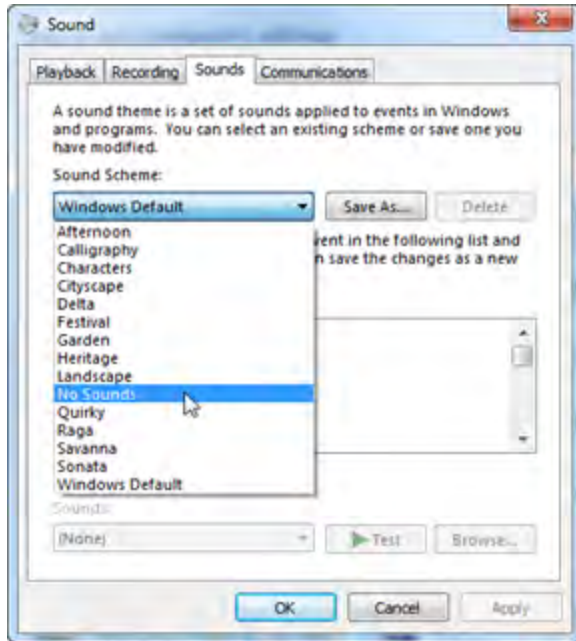 Sound
Playback Recording Sounds Communications
A sound theme is a set of sounds applied to events in Windows
and programs. You can select an existing scheme or save one you
have modified.
Sound Scheme:
Windows Default Save As... Delete
Afternoon
vent in the following list and
Calligraphy
n save the changes as a new
Characters
Cityscape
Delta
Festival
Garden
Heritage
Landscape
No Sounds
Quirky
Raga
Savanna
Sonata
Windows Default
Sounds:
(None) Test Browse...
OK Cancel Apply